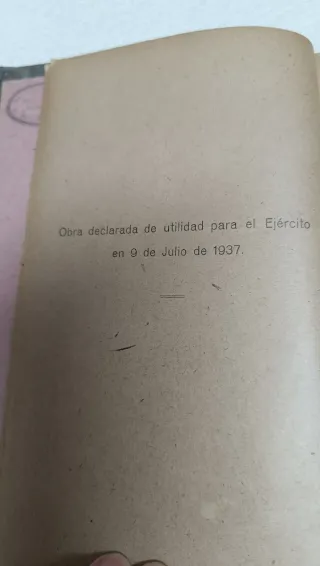 Obra declarada de utilidad para el Ejército
en 9 de Julio de 1937.